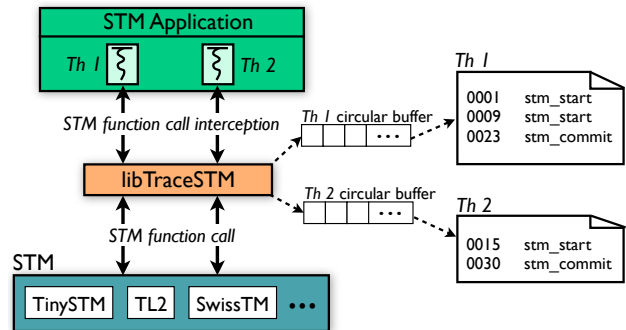 STM Application
Th 1
Th 2
STM function call interception
libTraceSTM
STM function call
STM
TinySTM
TL2
SwissTM
•••
Th 1 circular buffer
•••
Th 2 circular buffer
•••
Th 1
0001 stm_start
0009 stm_start
0023 stm_commit
Th 2
0015 stm_start
0030 stm_commit